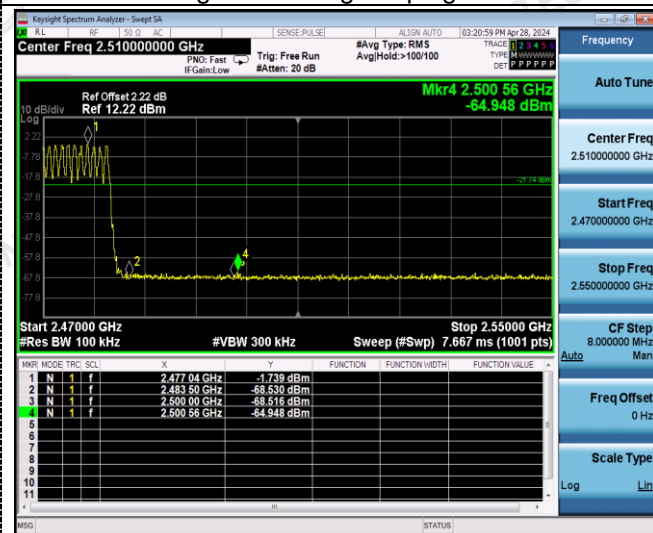 Keysight Spectrum Analyzer - Swept SA
RL RF 50 Ω AC SENSE:PULSE ALIGN AUTO 03:20:59 PM Apr 28, 2024
Center Freq 2.510000000 GHz
PNO: Fast
IFGain:Low
Trig: Free Run
#Atten: 20 dB
#Avg Type: RMS
Avg|Hold:>100/100
TRACE 1 2 3 4 5 6
TYPE M WWWWW
DET P P P P P P
Frequency
Ref Offset 2.22 dB
10 dB/div Ref 12.22 dBm
Log
Mkr4 2.500 56 GHz
-64.948 dBm
2.22
-7.78
-17.8
-27.8
-37.8
-47.8
-57.8
-67.8
-77.8
1
2
4
-21.74 dBm
Start 2.47000 GHz Stop 2.55000 GHz
#Res BW 100 kHz #VBW 300 kHz Sweep (#Swp) 7.667 ms (1001 pts)
MKR MODE TRC SCL X Y FUNCTION FUNCTION WIDTH FUNCTION VALUE
1 N 1 f 2.477 04 GHz -1.739 dBm
2 N 1 f 2.483 50 GHz -68.530 dBm
3 N 1 f 2.500 00 GHz -68.516 dBm
4 N 1 f 2.500 56 GHz -64.948 dBm
5
6
7
8
9
10
11
MSG STATUS
Auto Tune
Center Freq
2.510000000 GHz
Start Freq
2.470000000 GHz
Stop Freq
2.550000000 GHz
CF Step
8.000000 MHz
Auto Man
Freq Offset
0 Hz
Scale Type
Log Lin